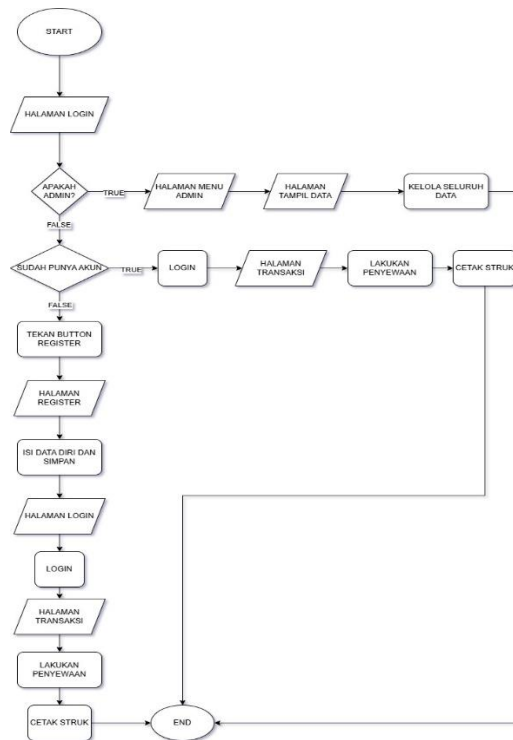 START
HALAMAN LOGIN
APAKAH
ADMIN?
TRUE
HALAMAN MENU
ADMIN
HALAMAN
TAMPIL DATA
KELOLA SELURUH
DATA
FALSE
SUDAH PUNYA AKUN
TRUE
LOGIN
HALAMAN
TRANSAKSI
LAKUKAN
PENYEWAAN
CETAK STRUK
FALSE
TEKAN BUTTON
REGISTER
HALAMAN
REGISTER
ISI DATA DIRI DAN
SIMPAN
HALAMAN LOGIN
LOGIN
HALAMAN
TRANSAKSI
LAKUKAN
PENYEWAAN
CETAK STRUK
END